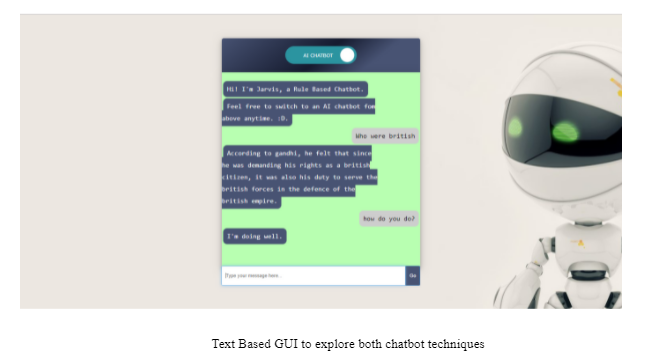 AI CHATBOT
Hi! I'm Jarvis, a Rule Based Chatbot.
Feel free to switch to an AI chatbot fom
above anytime. :D.
Who were british
According to gandhi, he felt that since
he was demanding his rights as a british
citizen, it was also his duty to serve the
british forces in the defence of the
british empire.
how do you do?
I'm doing well.
Type your message here ..
Go
Text Based GUI to explore both chatbot techniques